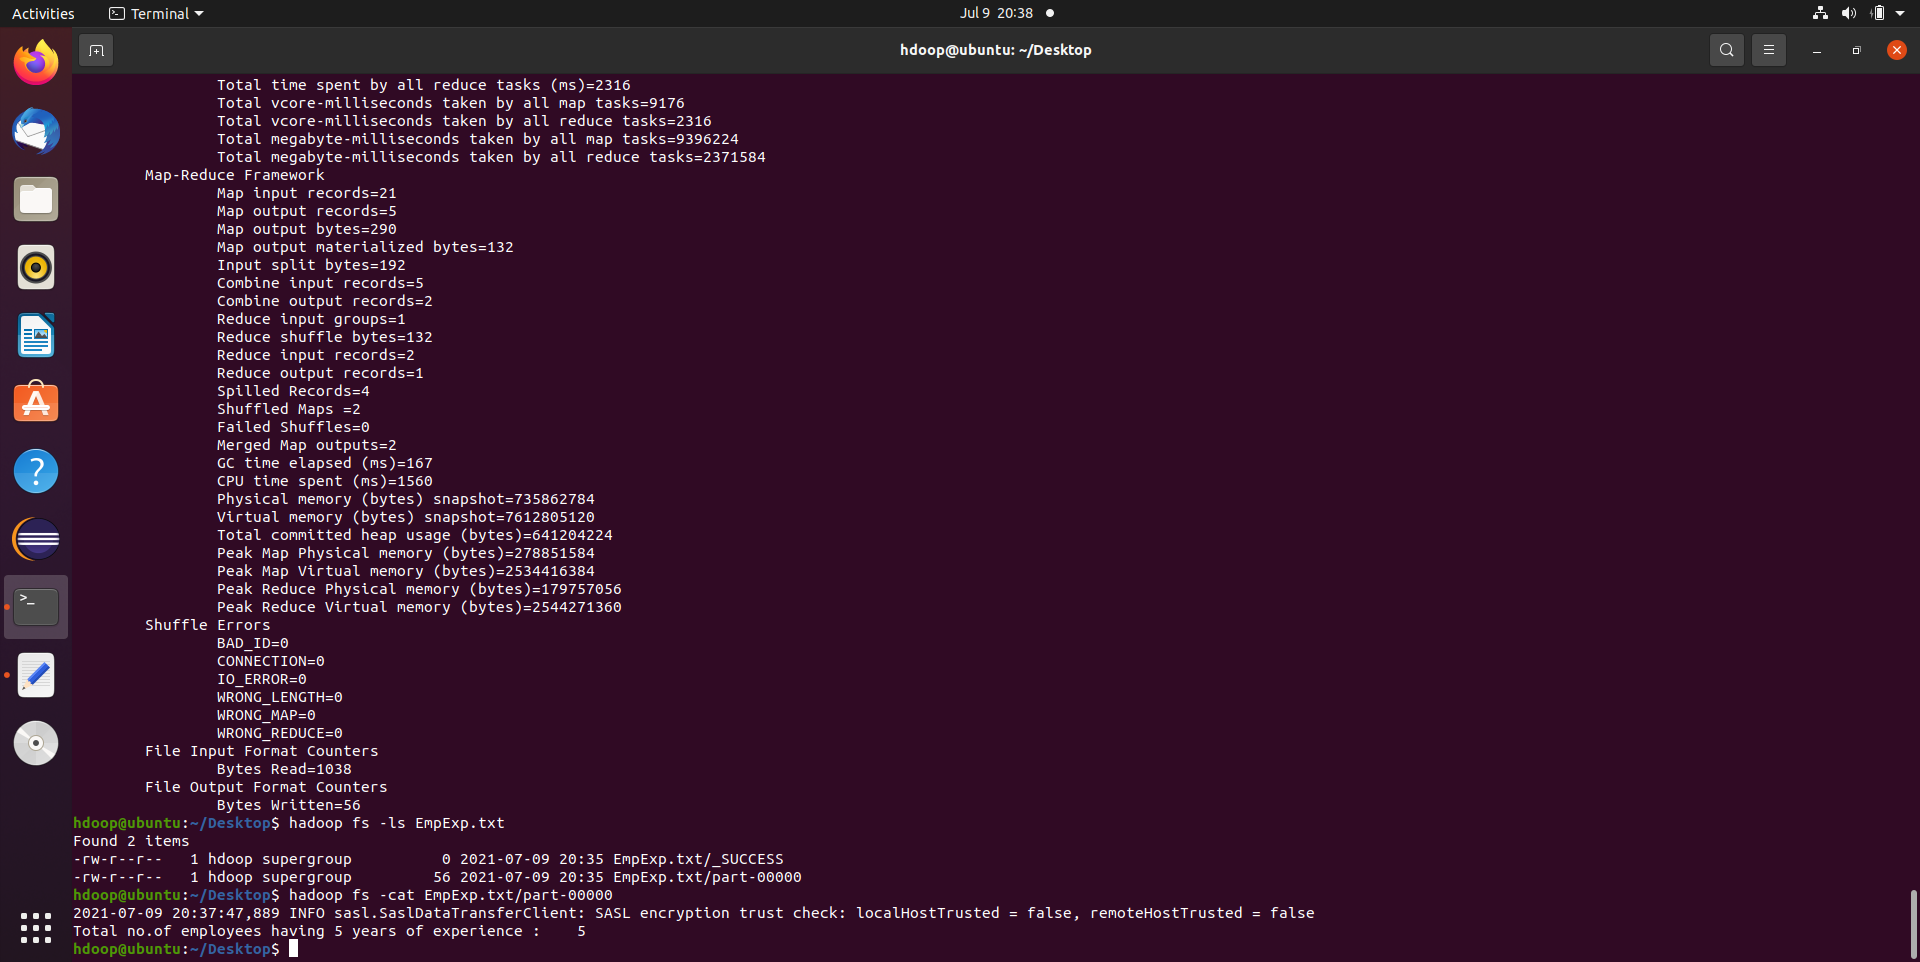 Activities
Terminal
Jul 9 20:38
hdoop@ubuntu: ~/Desktop
Total time spent by all reduce tasks (ms)=2316
Total vcore-milliseconds taken by all map tasks=9176
Total vcore-milliseconds taken by all reduce tasks=2316
Total megabyte-milliseconds taken by all map tasks=9396224
Total megabyte-milliseconds taken by all reduce tasks=2371584
Map-Reduce Framework
Map input records=21
Map output records=5
Map output bytes=290
Map output materialized bytes=132
Input split bytes=192
Combine input records=5
Combine output records=2
Reduce input groups=1
Reduce shuffle bytes=132
Reduce input records=2
Reduce output records=1
Spilled Records=4
Shuffled Maps =2
Failed Shuffles=0
Merged Map outputs=2
GC time elapsed (ms)=167
CPU time spent (ms)=1560
Physical memory (bytes) snapshot=735862784
Virtual memory (bytes) snapshot=7612805120
Total committed heap usage (bytes)=641204224
Peak Map Physical memory (bytes)=278851584
Peak Map Virtual memory (bytes)=2534416384
Peak Reduce Physical memory (bytes)=179757056
Peak Reduce Virtual memory (bytes)=2544271360
Shuffle Errors
BAD_ID=0
CONNECTION=0
IO_ERROR=0
WRONG_LENGTH=0
WRONG_MAP=0
WRONG_REDUCE=0
File Input Format Counters
Bytes Read=1038
File Output Format Counters
Bytes Written=56
hdoop@ubuntu:~/Desktop$ hadoop fs -ls EmpExp.txt
Found 2 items
-rw-r--r--   1 hdoop supergroup          0 2021-07-09 20:35 EmpExp.txt/_SUCCESS
-rw-r--r--   1 hdoop supergroup         56 2021-07-09 20:35 EmpExp.txt/part-00000
hdoop@ubuntu:~/Desktop$ hadoop fs -cat EmpExp.txt/part-00000
2021-07-09 20:37:47,889 INFO sasl.SaslDataTransferClient: SASL encryption trust check: localHostTrusted = false, remoteHostTrusted = false
Total no.of employees having 5 years of experience :    5
hdoop@ubuntu:~/Desktop$